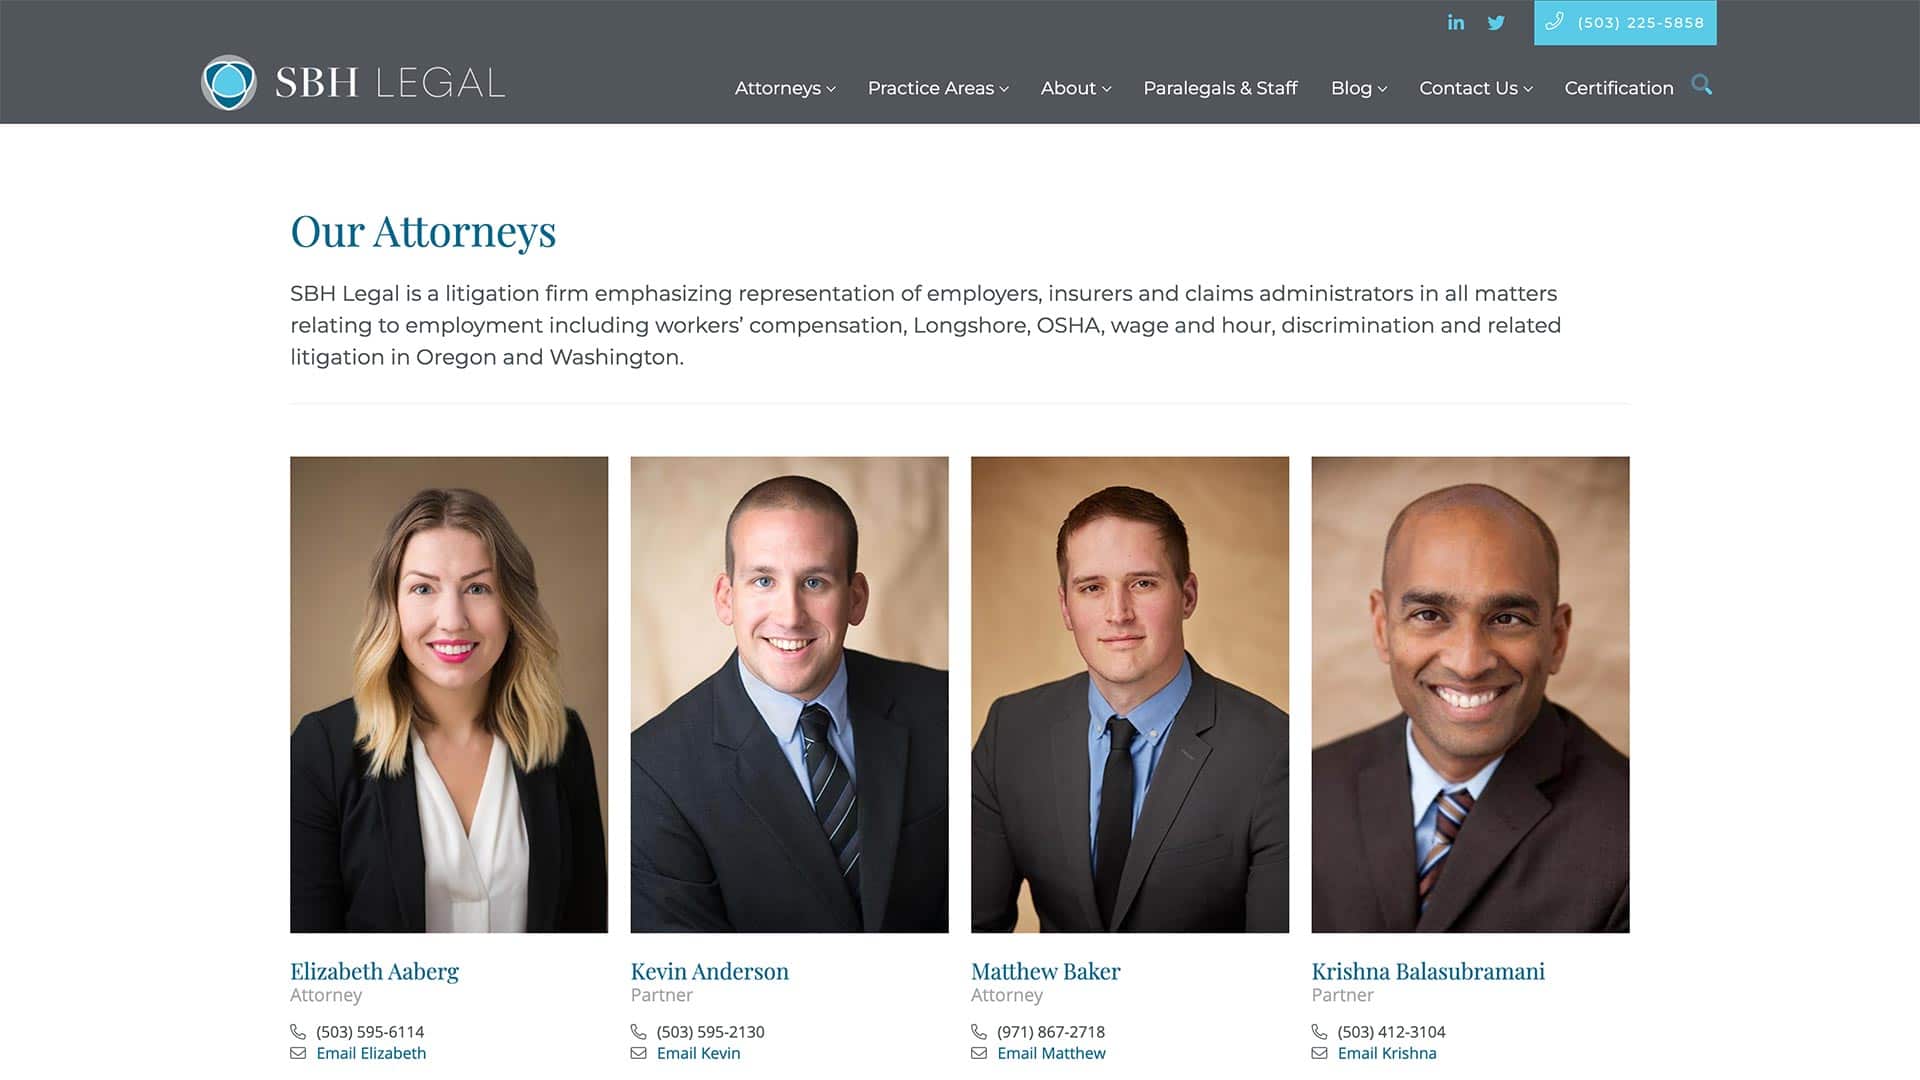 (503) 225-5858
SBH LEGAL
Attorneys Practice Areas About Paralegals & Staff Blog Contact Us Certification
Our Attorneys
SBH Legal is a litigation firm emphasizing representation of employers, insurers and claims administrators in all matters
relating to employment including workers’ compensation, Longshore, OSHA, wage and hour, discrimination and related
litigation in Oregon and Washington.
Elizabeth Aaberg
Attorney
(503) 595-6114
Email Elizabeth
Kevin Anderson
Partner
(503) 595-2130
Email Kevin
Matthew Baker
Attorney
(971) 867-2718
Email Matthew
Krishna Balasubramani
Partner
(503) 412-3104
Email Krishna